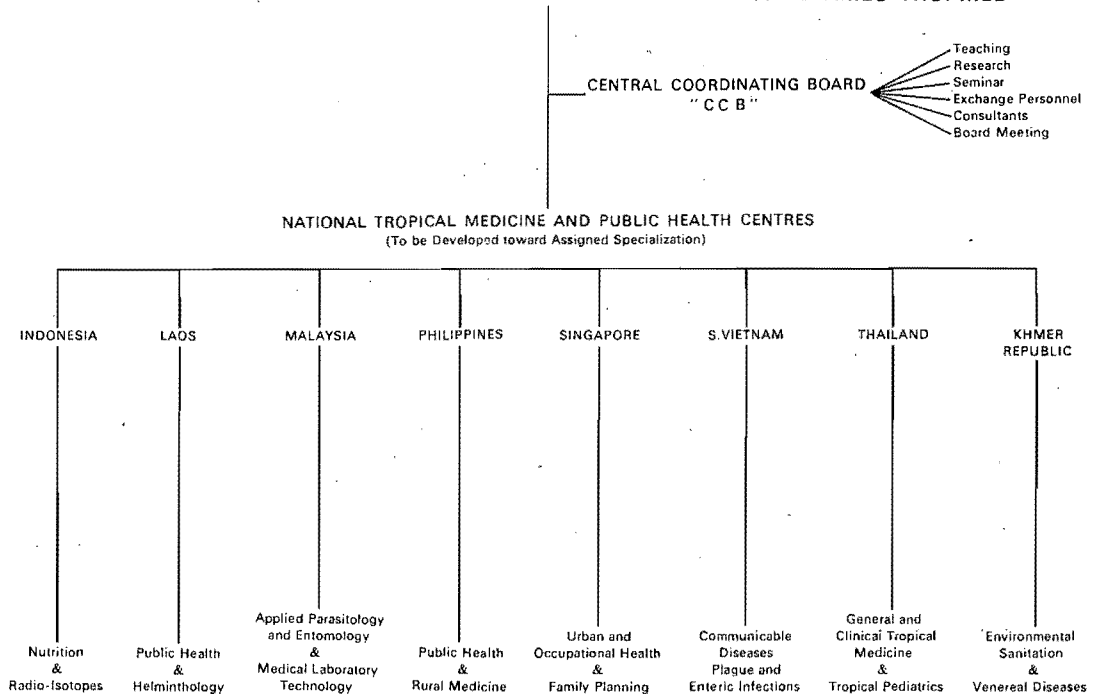 Teaching
Research
CENTRAL COORDINATING BOARD
Seminar
"CCB"
Exchange Personnel
Consultants
Board Meeting
NATIONAL TROPICAL MEDICINE AND PUBLIC HEALTH CENTRES
(To be Developed toward Assigned Specialization)
INDONESIA
LAOS
MALAYSIA
PHILIPPINES
SINGAPORE
S.VIETNAM
THAILAND
KHMER
REPUBLIC
Nutrition
&
Radio-Isotopes
Public Health
&
Helminthology
Applied Parasitology
and Entomology
&
Medical Laboratory
Technology
Public Health
&
Rural Medicine
Urban and
Occupational Health
&
Family Planning
Communicable
Diseases
Plague and
Enteric Infections
General and
Clinical Tropical
Medicine
&
Tropical Pediatrics
Environmental
Sanitation
&
Venereal Diseases